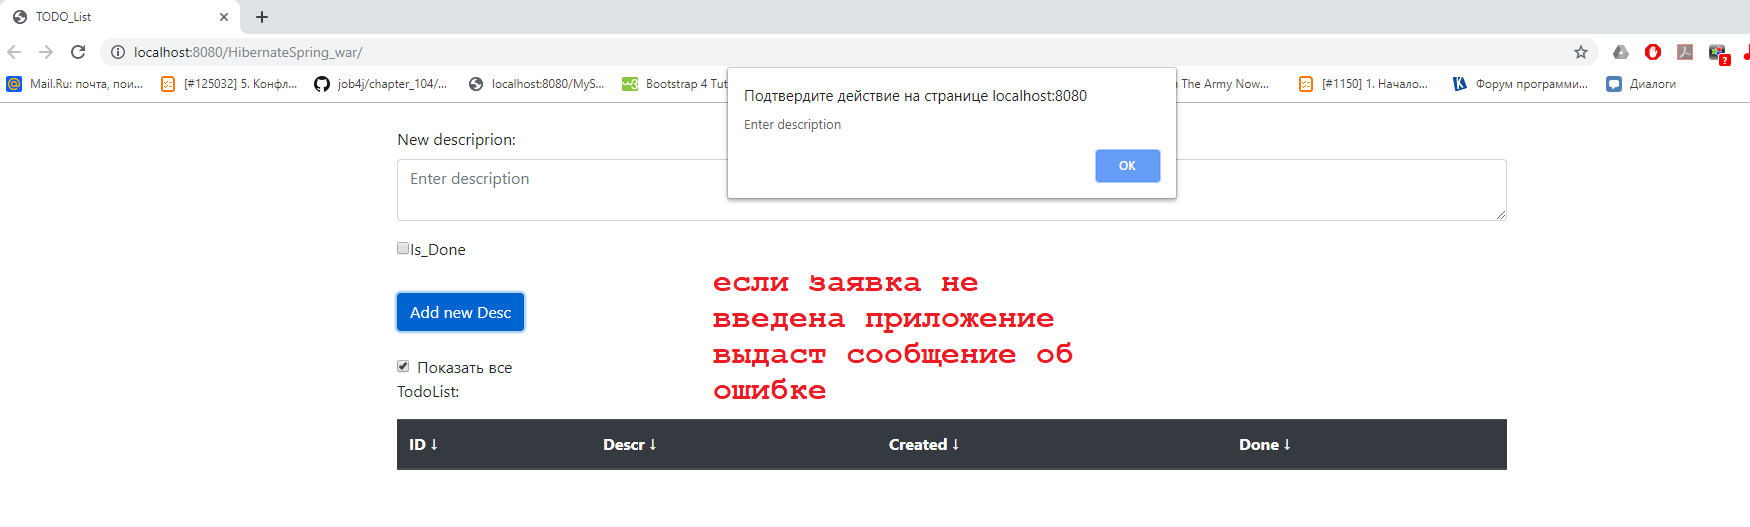 TODO_List
localhost:8080/HibernateSpring_war/
Mail.Ru: почта, пои... [#125032] 5. Конфл... job4j/chapter_104/... localhost:8080/MyS... Bootstrap 4 Tut The Army Now... [#1150] 1. Начало... Форум программи... Диалоги
Подтвердите действие на странице localhost:8080
Enter description
OK
New descriprion:
Enter description
Is_Done
Add new Desc
если заявка не
введена приложение
выдаст сообщение об
ошибке
Показать все
TodoList:
ID ↓ Descr ↓ Created ↓ Done ↓